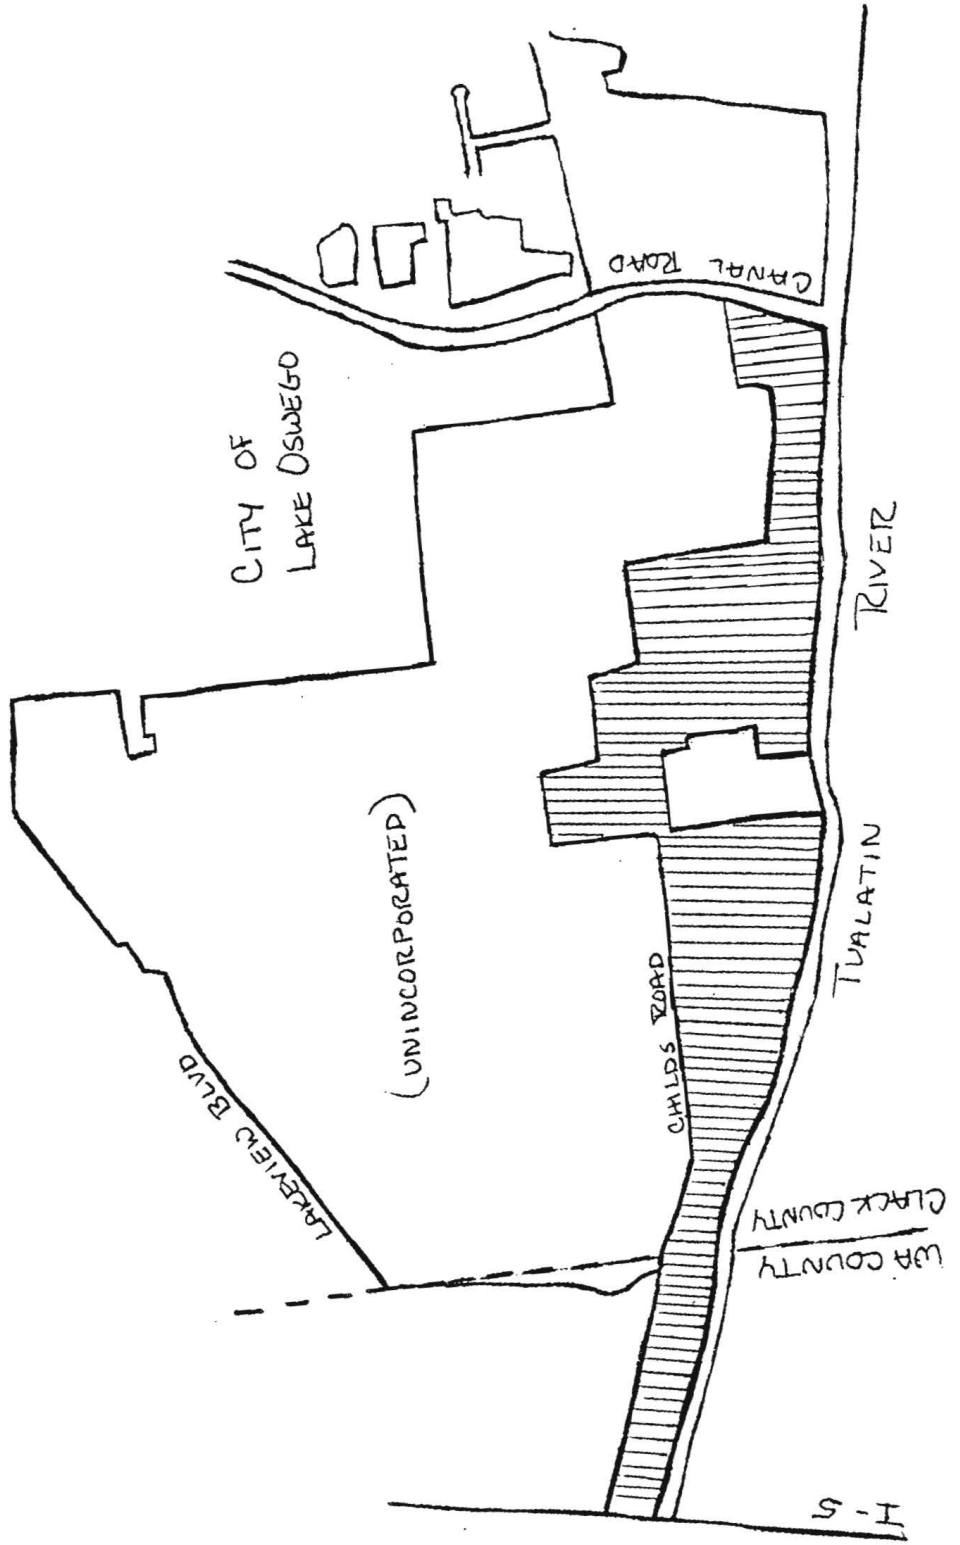 CITY OF
LAKE OSWEGO
CANAL ROAD
(UNINCORPORATED)
LAKEVIEW BLVD
CHILDS ROAD
TUALATIN RIVER
CLACK COUNTY
WA COUNTY
I-5